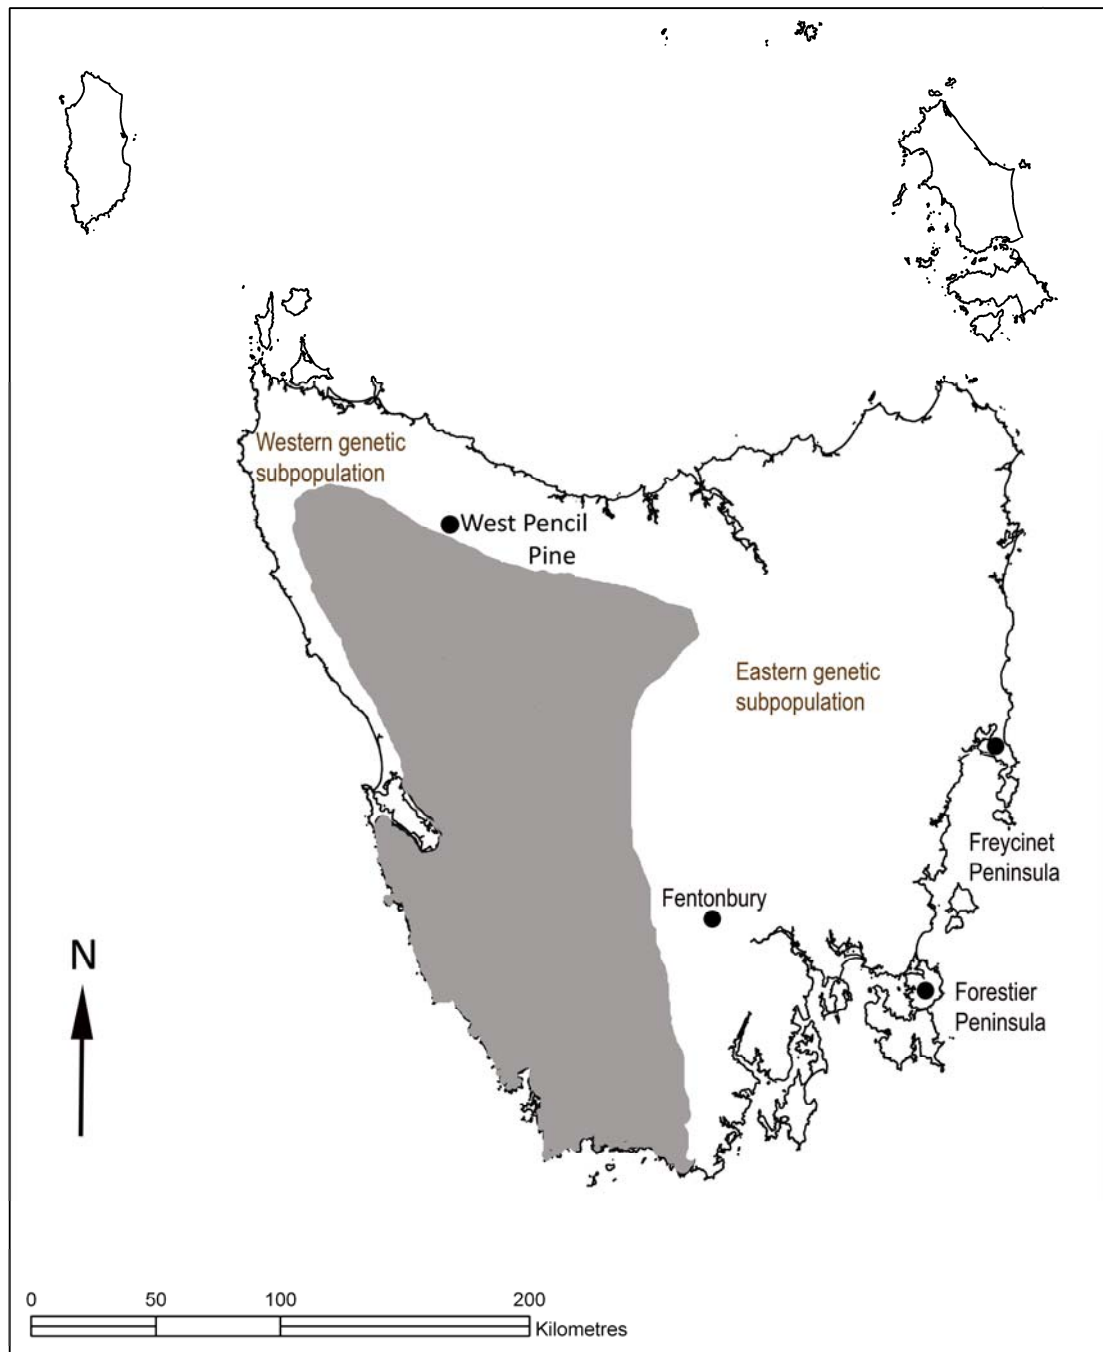 Western genetic
subpopulation
West Pencil
Pine
Eastern genetic
subpopulation
Freycinet
Peninsula
Fentonbury
N
Forestier
Peninsula
0 50 100 200
Kilometres